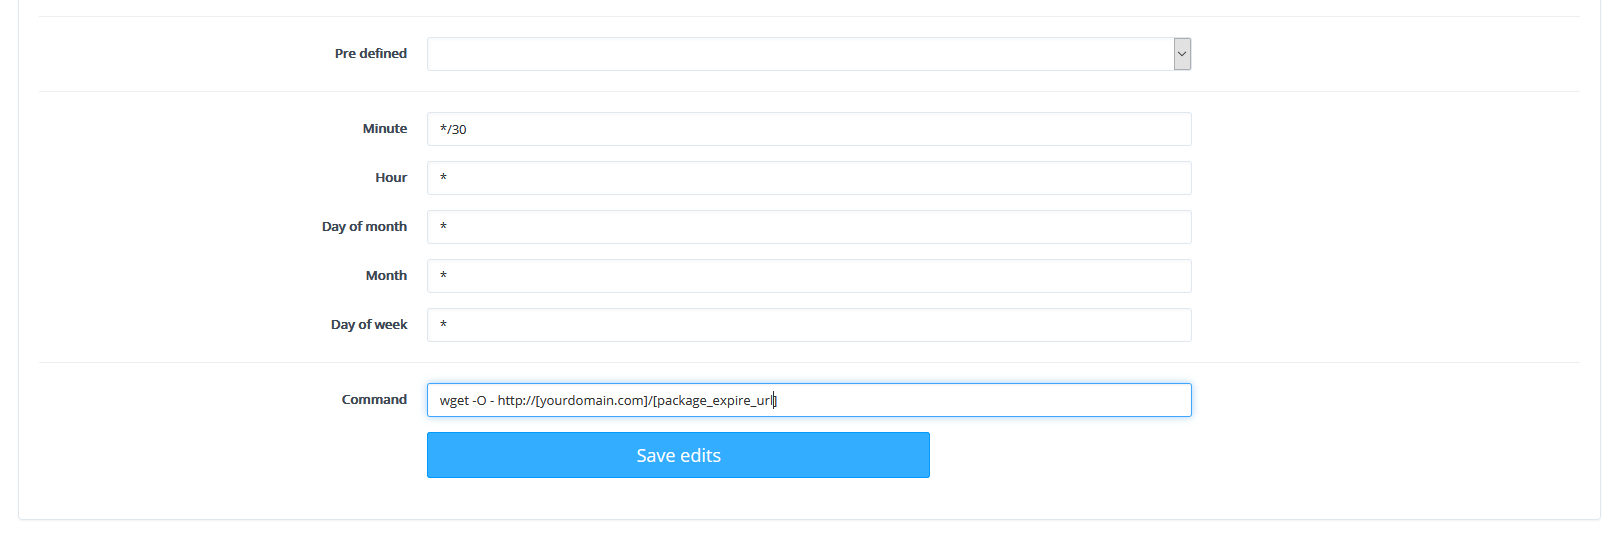 Pre defined
Minute */30
Hour *
Day of month *
Month *
Day of week *
Command wget -O - http://[yourdomain.com]/[package_expire_url]
Save edits